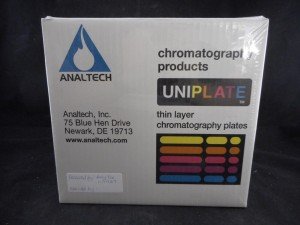 ANALTECH
chromatography
products
UNIPLATE™
thin layer
chromatography plates
Analtech, Inc.
75 Blue Hen Drive
Newark, DE 19713
www.analtech.com